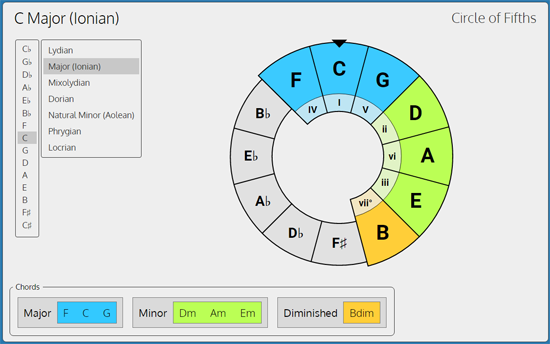 C Major (Ionian)
Circle of Fifths
C♭
G♭
D♭
A♭
E♭
B♭
F
C
G
D
A
E
B
F♯
C♯
Lydian
Major (Ionian)
Mixolydian
Dorian
Natural Minor (Aolean)
Phrygian
Locrian
F
C
G
D
A
E
B
F♯
D♭
A♭
E♭
B♭
IV
I
V
ii
vi
iii
vii°
Chords
Major F C G
Minor Dm Am Em
Diminished Bdim